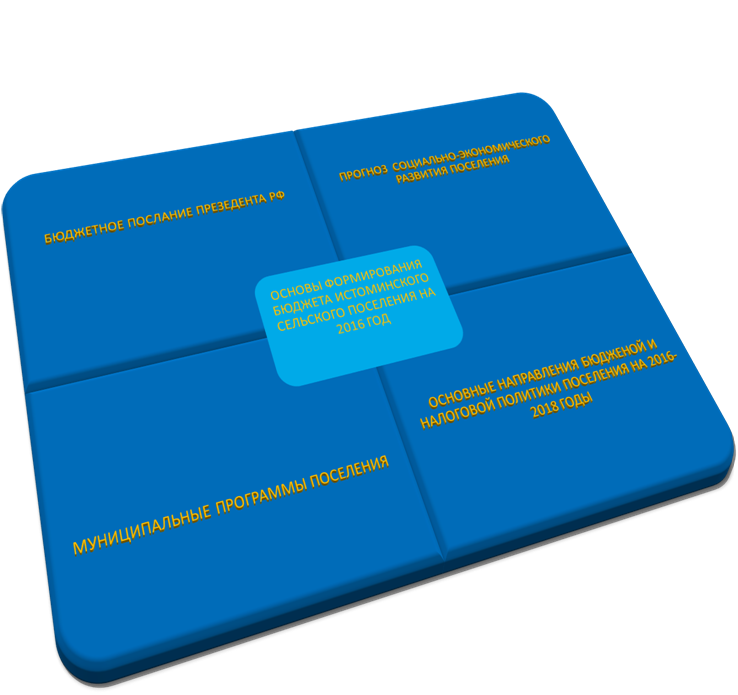 БЮДЖЕТНОЕ ПОСЛАНИЕ ПРЕЗЕДЕНТА РФ
ПРОГНОЗ СОЦИАЛЬНО-ЭКОНОМИЧЕСКОГО
РАЗВИТИЯ ПОСЕЛЕНИЯ
ОСНОВЫ ФОРМИРОВАНИЯ
БЮДЖЕТА ИСТОМИНСКОГО
СЕЛЬСКОГО ПОСЕЛЕНИЯ НА
2016 ГОД
МУНИЦИПАЛЬНЫЕ ПРОГРАММЫ ПОСЕЛЕНИЯ
ОСНОВНЫЕ НАПРАВЛЕНИЯ БЮДЖЕНОЙ И
НАЛОГОВОЙ ПОЛИТИКИ ПОСЕЛЕНИЯ НА 2016-
2018 ГОДЫ